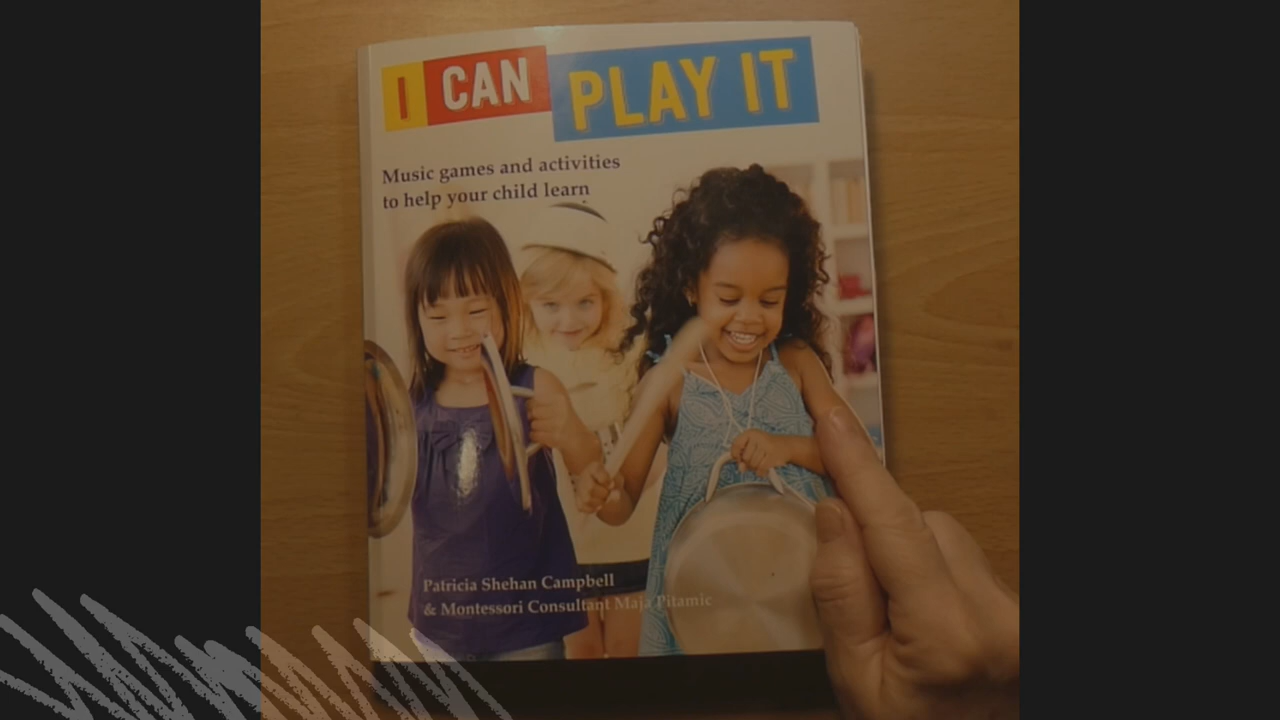 I CAN PLAY IT
Music games and activities
to help your child learn
Patricia Shehan Campbell
& Montessori Consultant Maja Pitamic